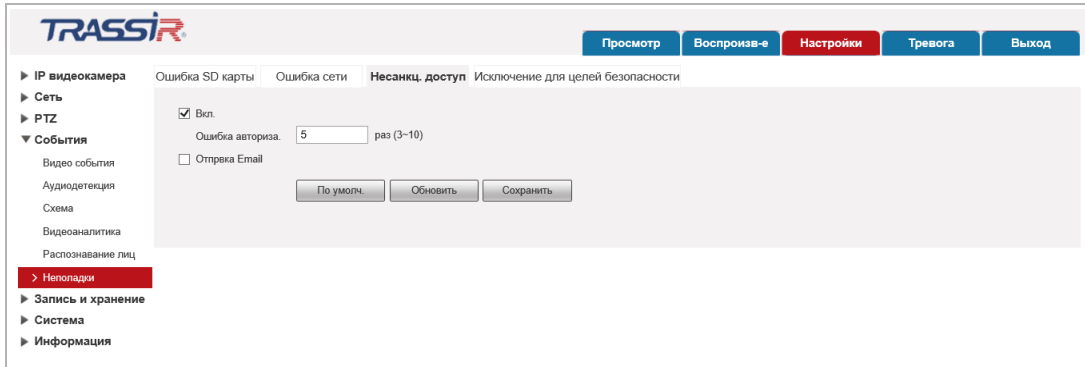 TRASSIR
Просмотр Воспроизв-е Настройки Тревога Выход
IP видеокамера
Сеть
PTZ
События
Видео события
Аудиодетекция
Схема
Видеоаналитика
Распознавание лиц
Неполадки
Запись и хранение
Система
Информация
Ошибка SD карты Ошибка сети Несанкц. доступ Исключение для целей безопасности
Вкл.
Ошибка авториза. 5 раз (3~10)
Отпрвка Email
По умолч. Обновить Сохранить